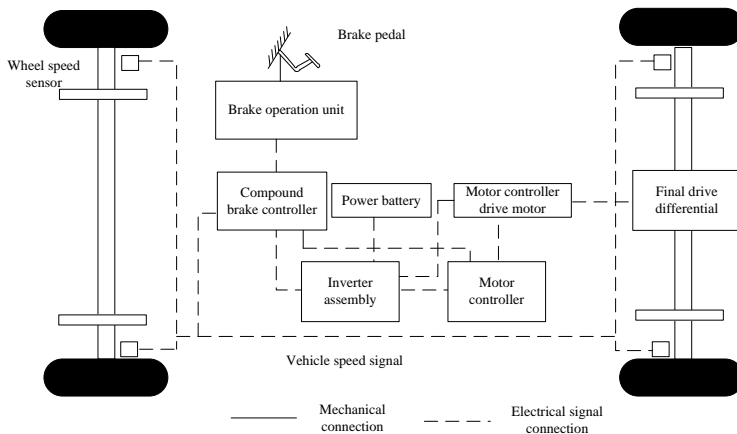 Brake pedal
Wheel speed
sensor
Brake operation unit
Compound
brake controller
Power battery
Motor controller
drive motor
Final drive
differential
Inverter
assembly
Motor
controller
Vehicle speed signal
Mechanical
connection
Electrical signal
connection